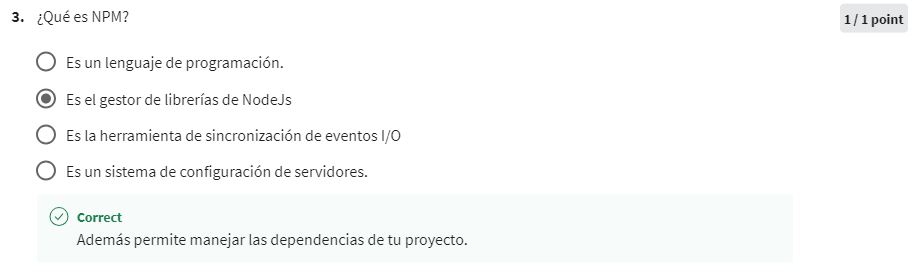 3. ¿Qué es NPM?
1 / 1 point
Es un lenguaje de programación.
Es el gestor de librerías de NodeJs
Es la herramienta de sincronización de eventos I/O
Es un sistema de configuración de servidores.
Correct
Además permite manejar las dependencias de tu proyecto.